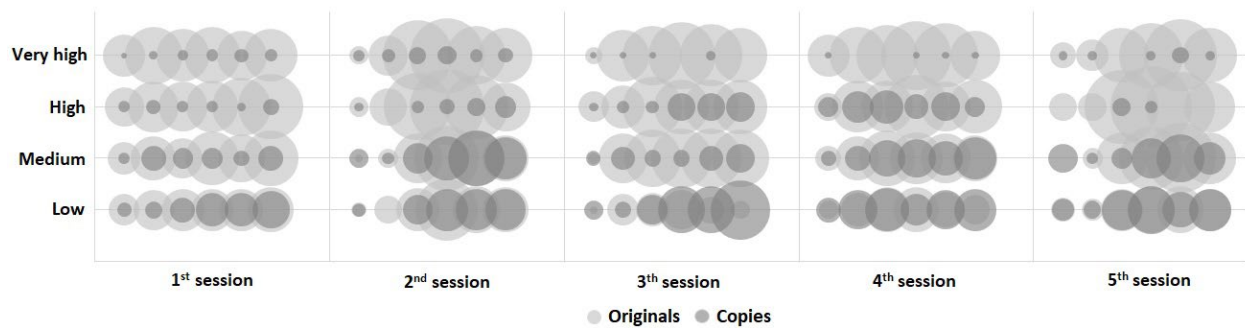 Very high
High
Medium
Low
1st session
2nd session
3th session
4th session
5th session
Originals
Copies